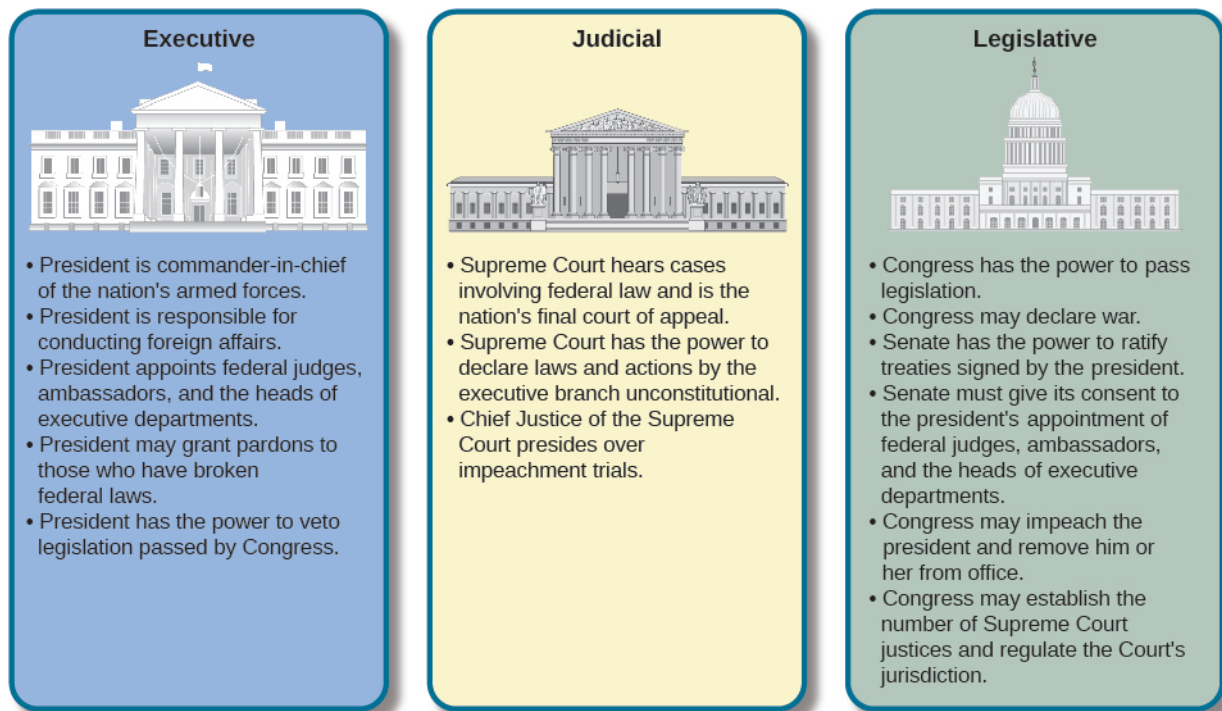 Executive
• President is commander-in-chief
of the nation's armed forces.
• President is responsible for
conducting foreign affairs.
• President appoints federal judges,
ambassadors, and the heads of
executive departments.
• President may grant pardons to
those who have broken
federal laws.
• President has the power to veto
legislation passed by Congress.
Judicial
• Supreme Court hears cases
involving federal law and is the
nation's final court of appeal.
• Supreme Court has the power to
declare laws and actions by the
executive branch unconstitutional.
• Chief Justice of the Supreme
Court presides over
impeachment trials.
Legislative
• Congress has the power to pass
legislation.
• Congress may declare war.
• Senate has the power to ratify
treaties signed by the president.
• Senate must give its consent to
the president's appointment of
federal judges, ambassadors,
and the heads of executive
departments.
• Congress may impeach the
president and remove him or
her from office.
• Congress may establish the
number of Supreme Court
justices and regulate the Court's
jurisdiction.